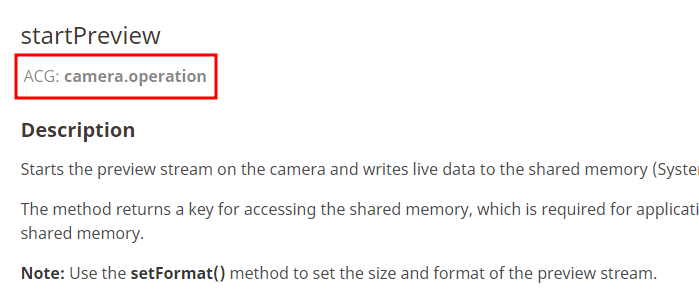 startPreview
ACG: camera.operation
Description
Starts the preview stream on the camera and writes live data to the shared memory
The method returns a key for accessing the shared memory, which is required for
shared memory.
Note: Use the setFormat() method to set the size and format of the preview stream.